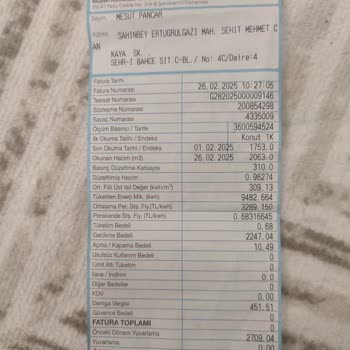 Sayın, MESUT PANCAR
Adres: SAHINBEY ERTUGRULGAZI MAH. SEHIT MEHMET C
AN
KAYA SK.
SEHR-I BAHCE SIT.C-BL./ No: 4C/Daire:4
Fatura Tarihi 26.02.2025 10:27:05
Fatura Numarası G282025000009146
Tesisat Numarası 200854298
Sözleşme Numarası 4335009
Sayaç Numarası 3600594524
Ölçüm Basıncı / Tarife Konut 1K
İlk Okuma Tarihi / Endeks 01.02.2025 1753.0
Son Okuma Tarihi / Endeks 26.02.2025 2063.0
Okunan Hacim (m3) 310.0
Basınç Düzeltme Katsayısı 0.96274
Düzeltilmiş Hacim 309.13
Ort. Fiili Üst Isıl Değer (kwh/m³) 9482.664
Tüketilen Enerji Mik. (kwh) 3289.150
Ortalama Per. Stş. Fiy.(TL/kwh) 0.68316645
Perakende Stş. Fiy. (TL/kwh) 0.68
Tüketim Bedeli 2247.04
Gecikme Bedeli 10.49
Açma / Kapama Bedeli 0
Usulsüz Kullanım Bedeli 0
Limit Altı Tüketim 0
İlave / İndirim 0.0
Diğer Bedeller 0
KDV 0.00
Damga Vergisi 451.51
Güvence Bedeli 0
FATURA TOPLAMI 0
Önceki Dönem Yuvarlama 2709.04
Yuvarlama 0